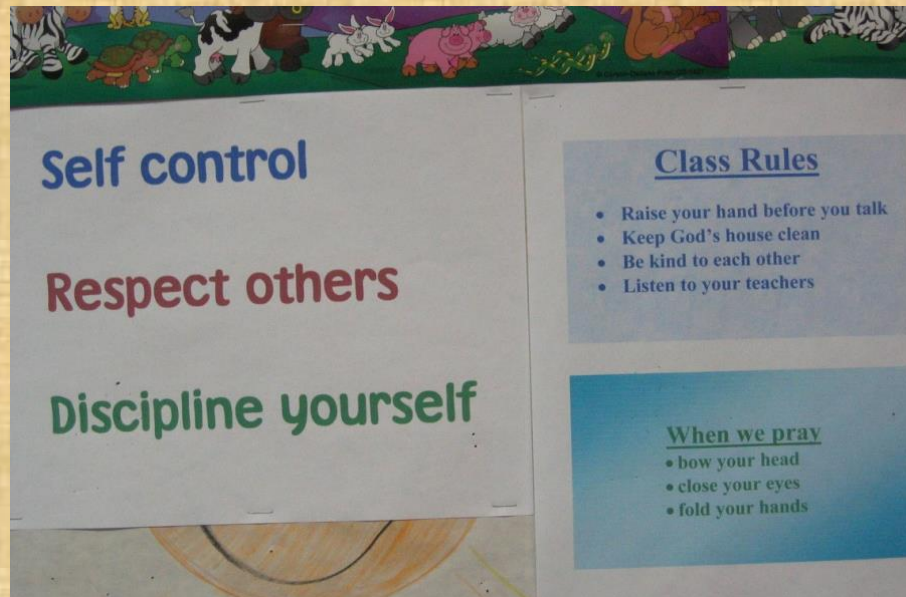 Self control
Respect others
Discipline yourself
Class Rules
• Raise your hand before you talk
• Keep God's house clean
• Be kind to each other
• Listen to your teachers
When we pray
• bow your head
• close your eyes
• fold your hands